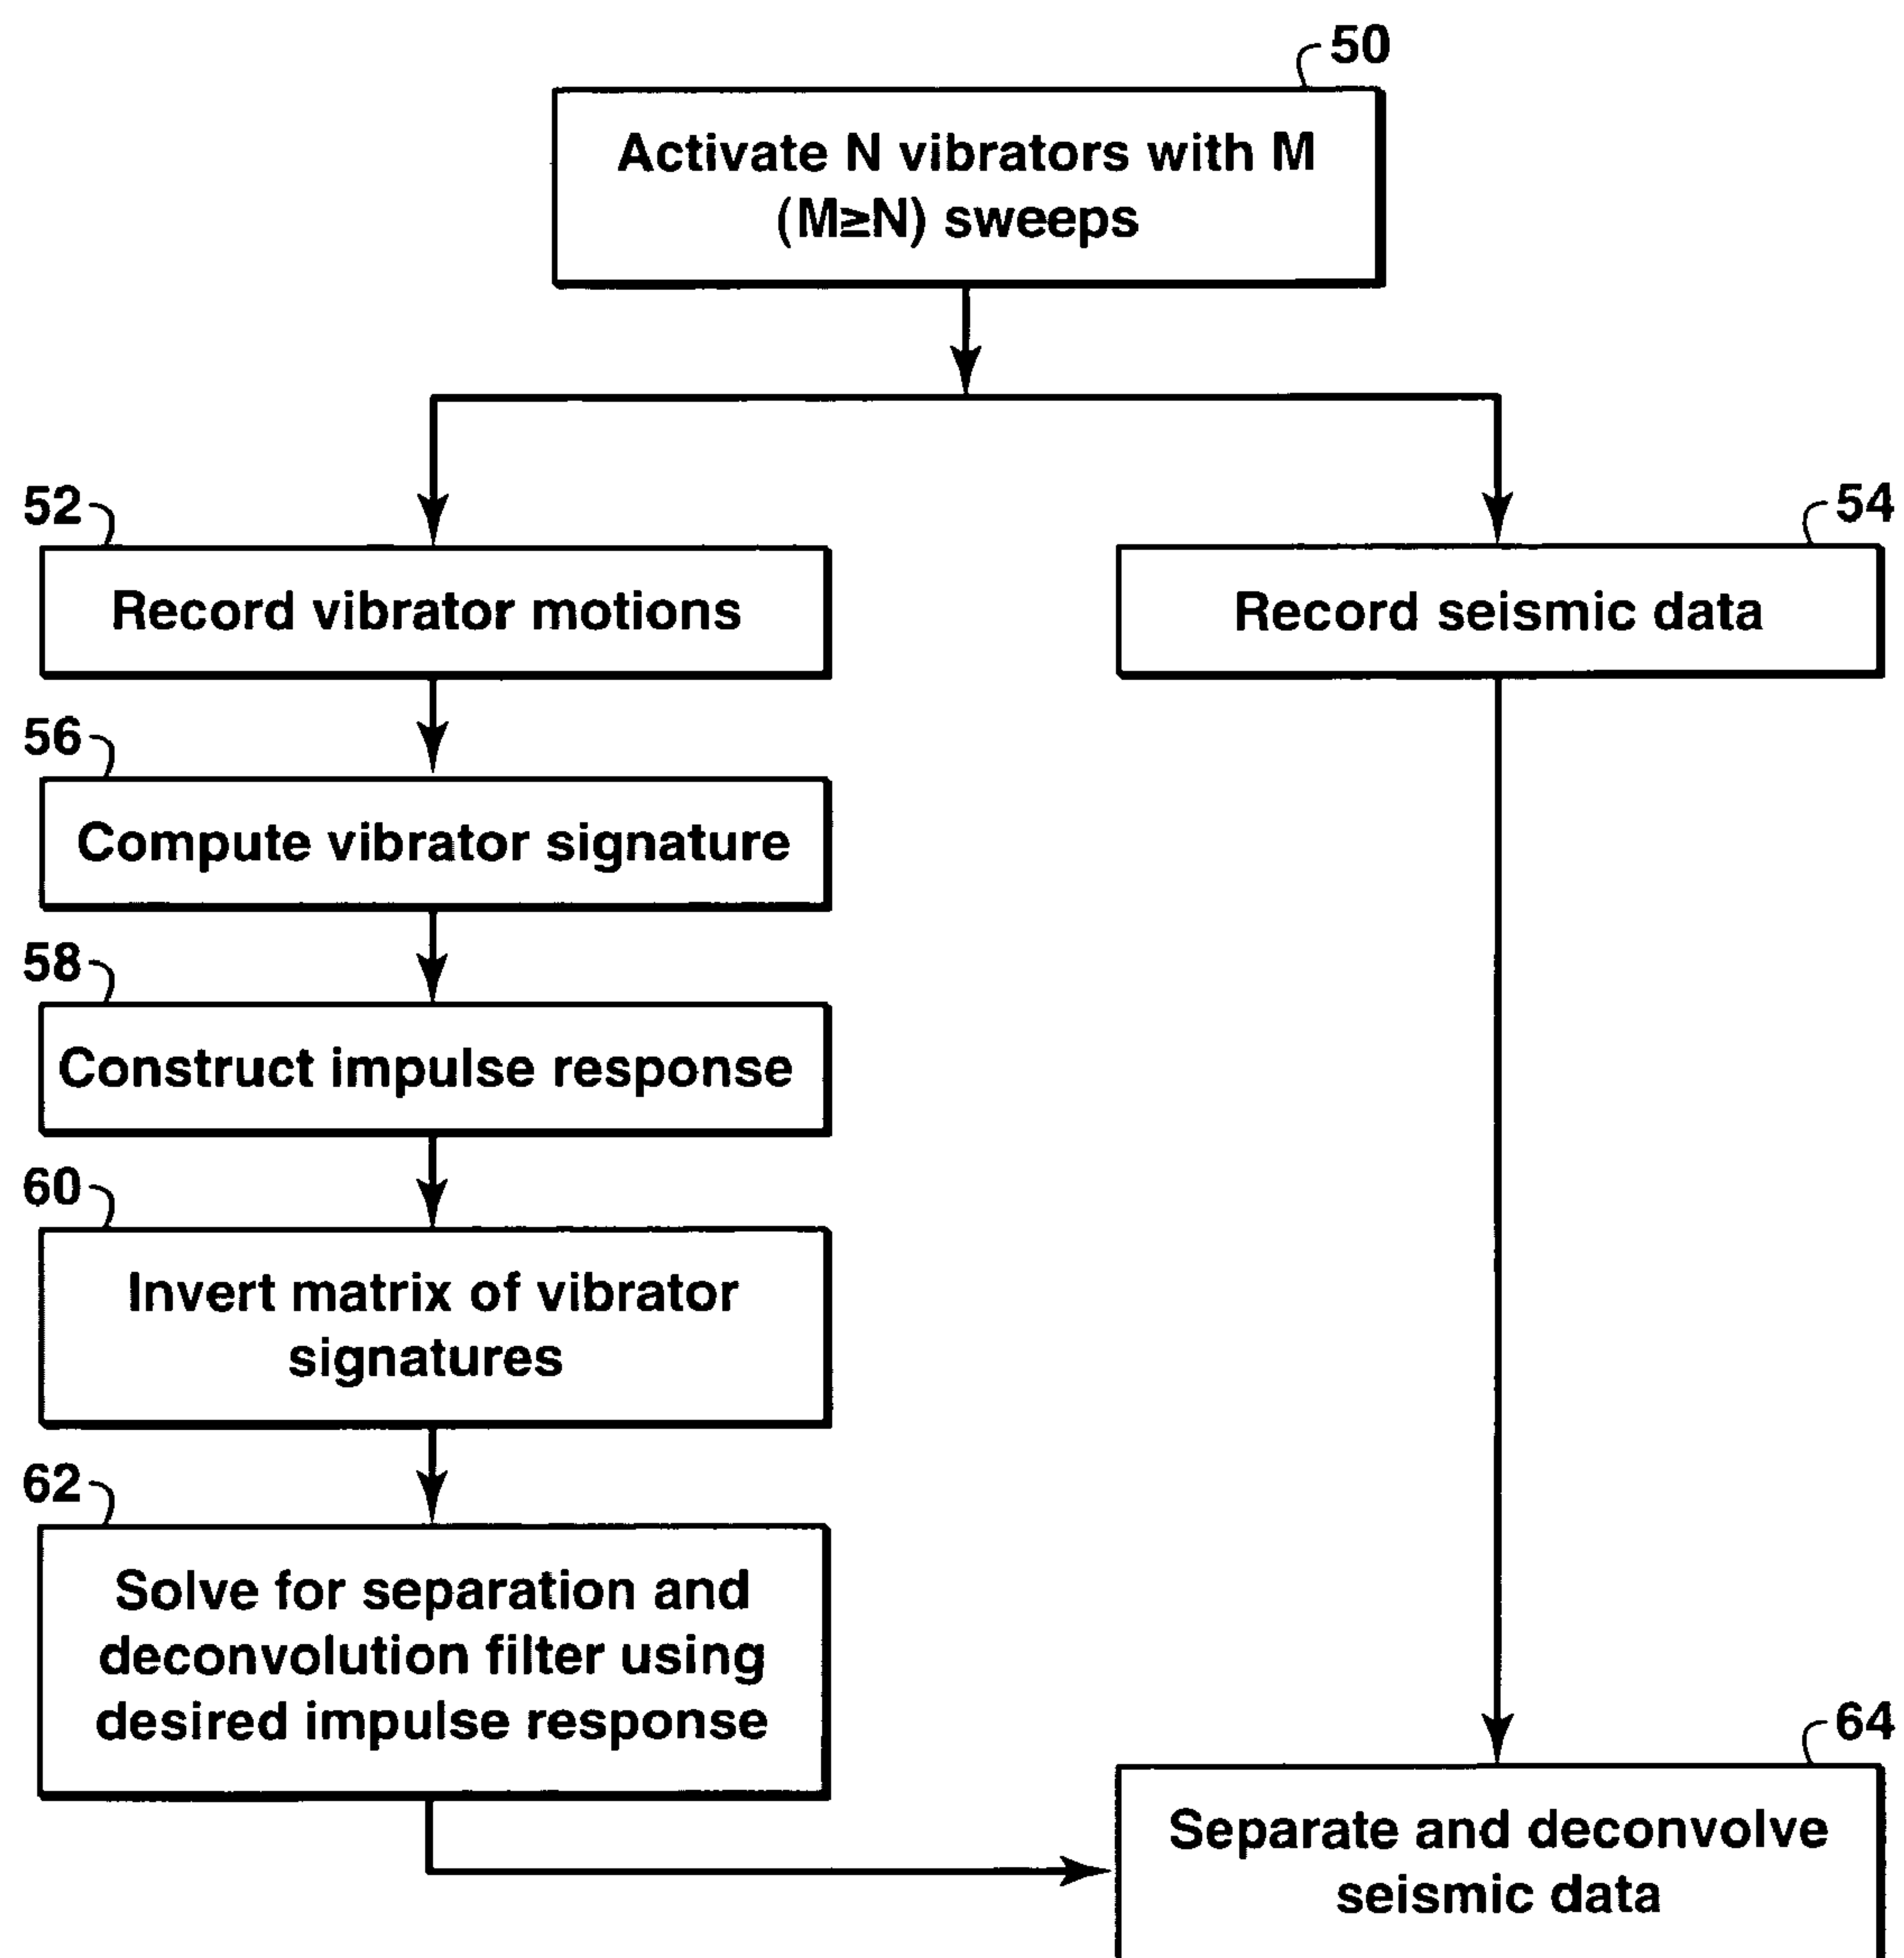 50
Activate N vibrators with M
(M≥N) sweeps
52
Record vibrator motions
54
Record seismic data
56
Compute vibrator signature
58
Construct impulse response
60
Invert matrix of vibrator
signatures
62
Solve for separation and
deconvolution filter using
desired impulse response
64
Separate and deconvolve
seismic data